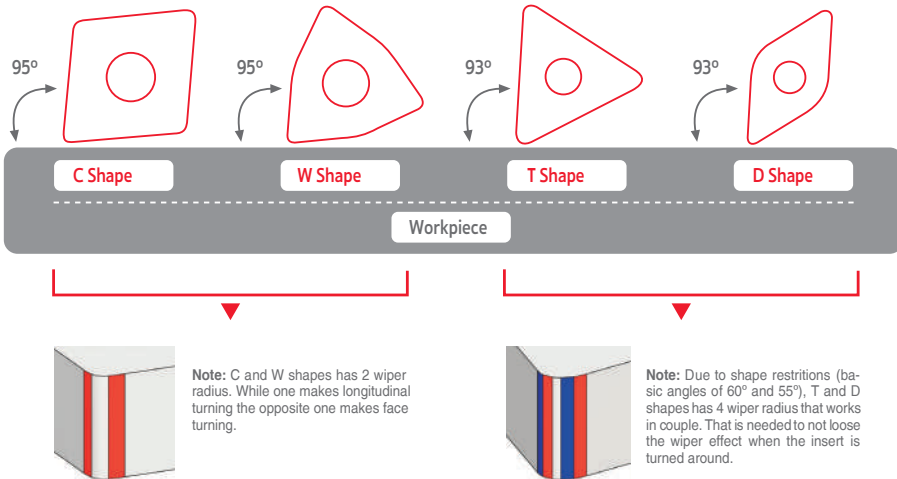 95º
95º
93º
93º
C Shape
W Shape
T Shape
D Shape
Workpiece
Note: C and W shapes has 2 wiper
radius. While one makes longitudinal
turning the opposite one makes face
turning.
Note: Due to shape restritions (ba-
sic angles of 60º and 55º), T and D
shapes has 4 wiper radius that works
in couple. That is needed to not loose
the wiper effect when the insert is
turned around.